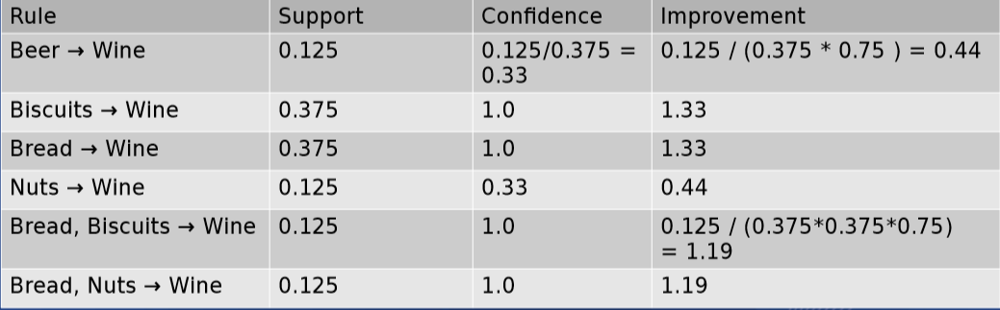 Rule Support Confidence Improvement
Beer → Wine 0.125 0.125/0.375 = 0.125 / (0.375 * 0.75 ) = 0.44
0.33
Biscuits → Wine 0.375 1.0 1.33
Bread → Wine 0.375 1.0 1.33
Nuts → Wine 0.125 0.33 0.44
Bread, Biscuits → Wine 0.125 1.0 0.125 / (0.375*0.375*0.75)
= 1.19
Bread, Nuts → Wine 0.125 1.0 1.19